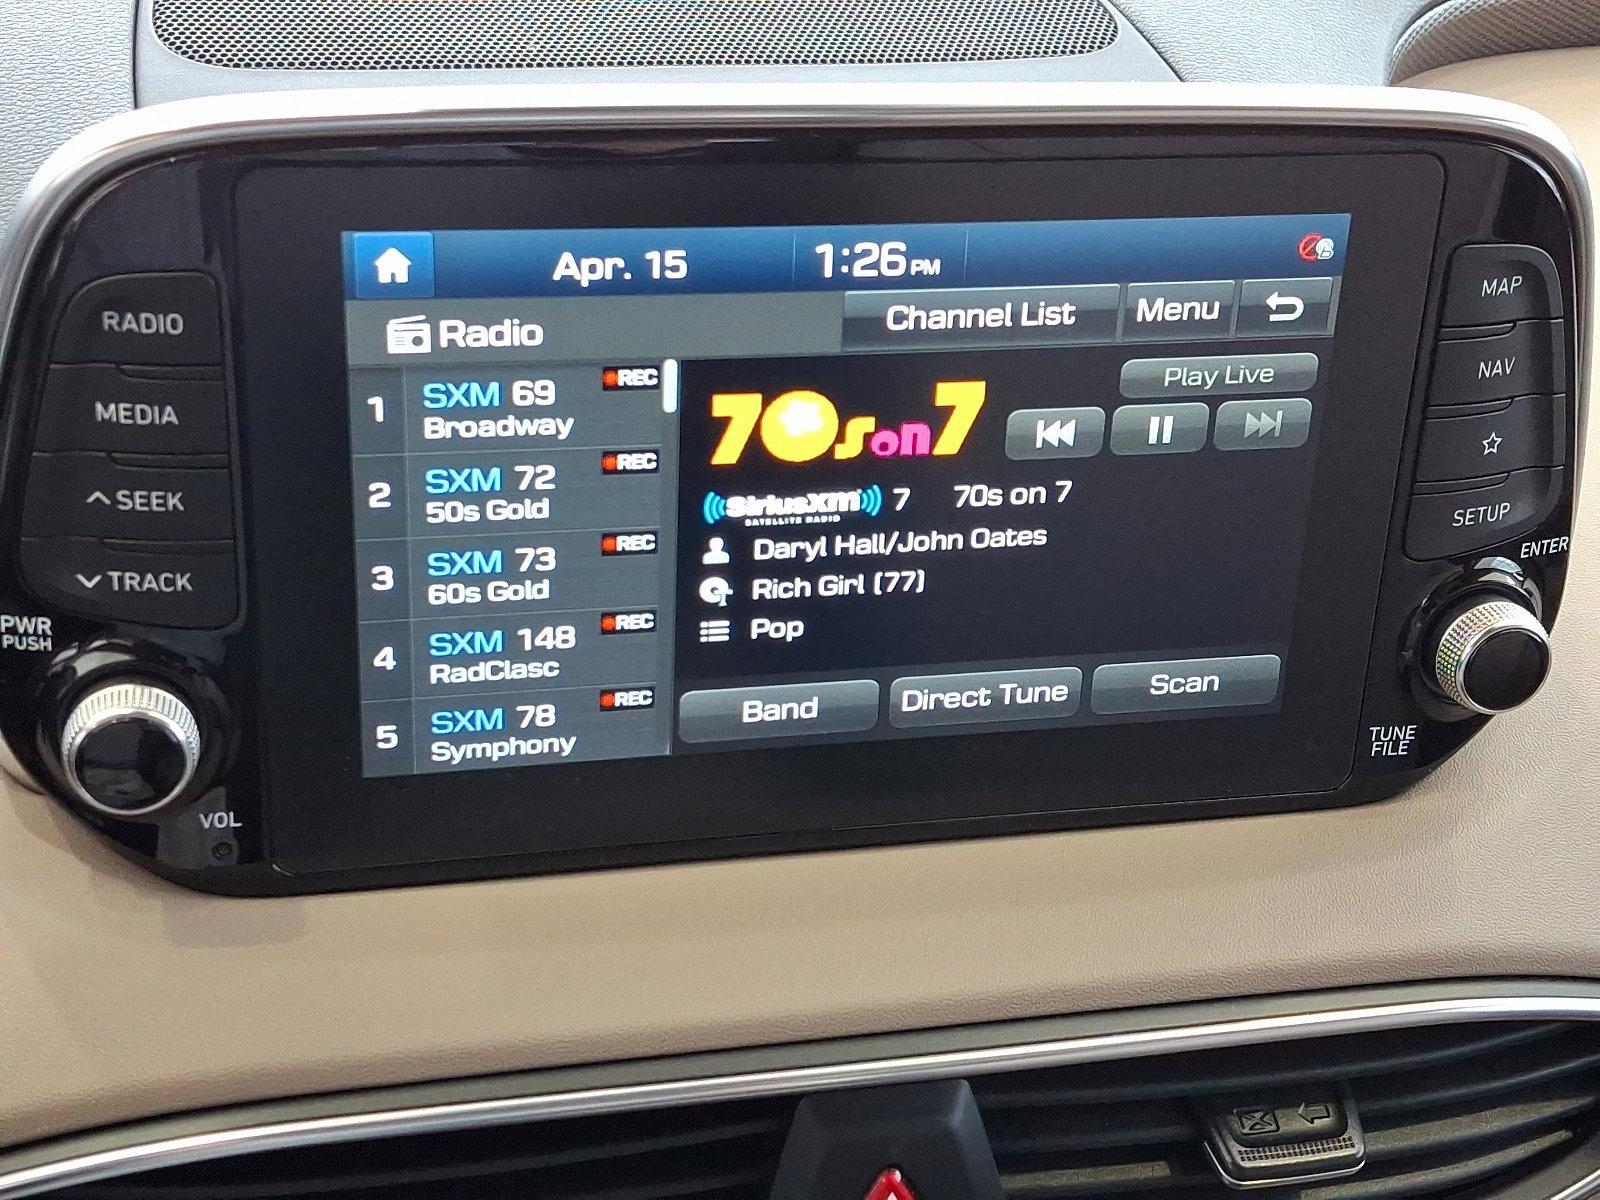 Apr. 15
1:26 PM
Radio
Channel List
Menu
1
SXM 69
REC
Broadway
2
SXM 72
REC
50s Gold
3
SXM 73
REC
60s Gold
4
SXM 148
REC
RadClasc
5
SXM 78
REC
Symphony
70s on 7
Play Live
SiriusXM 7 70s on 7
SATELLITE RADIO
Daryl Hall/John Oates
Rich Girl (77)
Pop
Band
Direct Tune
Scan
RADIO
MEDIA
SEEK
TRACK
PWR
PUSH
VOL
MAP
NAV
SETUP
ENTER
TUNE
FILE